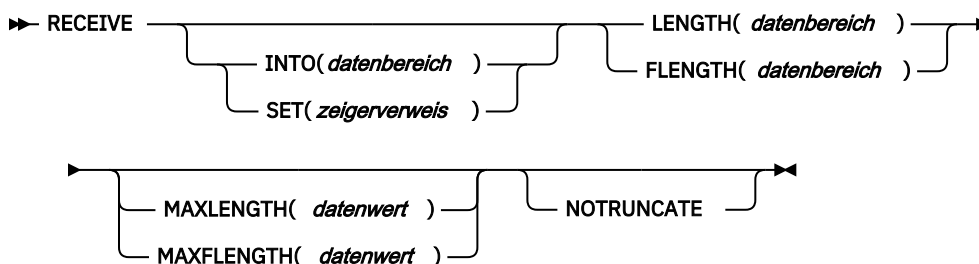 RECEIVE
INTO( datenbereich )
SET( zeigerverweis )
LENGTH( datenbereich )
FLENGTH( datenbereich )
MAXLENGTH( datenwert )
MAXFLENGTH( datenwert )
NOTRUNCATE